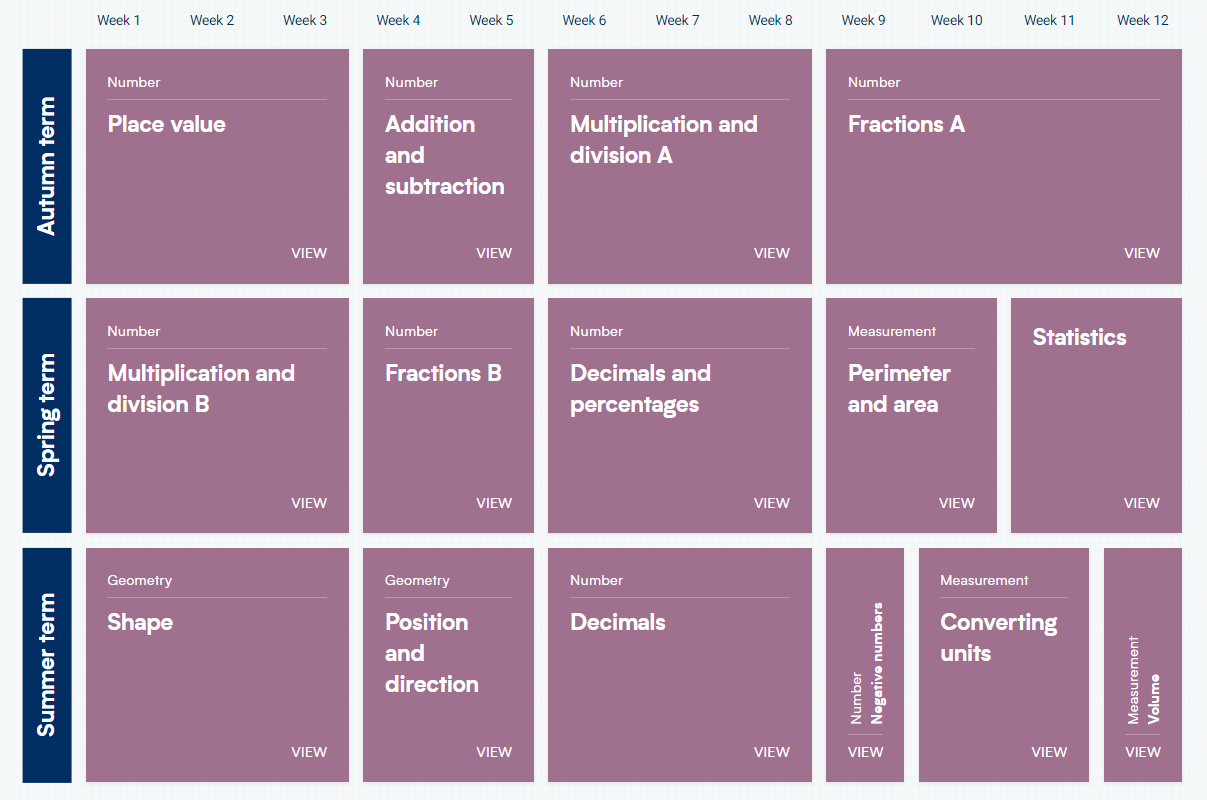 Week 1 Week 2 Week 3 Week 4 Week 5 Week 6 Week 7 Week 8 Week 9 Week 10 Week 11 Week 12
Autumn term
Number
Place value
VIEW
Number
Addition
and
subtraction
VIEW
Number
Multiplication and
division A
VIEW
Number
Fractions A
VIEW
Spring term
Number
Multiplication and
division B
VIEW
Number
Fractions B
VIEW
Number
Decimals and
percentages
VIEW
Measurement
Perimeter
and area
VIEW
Statistics
VIEW
Summer term
Geometry
Shape
VIEW
Geometry
Position
and
direction
VIEW
Number
Decimals
VIEW
Number
Negative numbers
VIEW
Measurement
Converting
units
VIEW
Measurement
Volume
VIEW